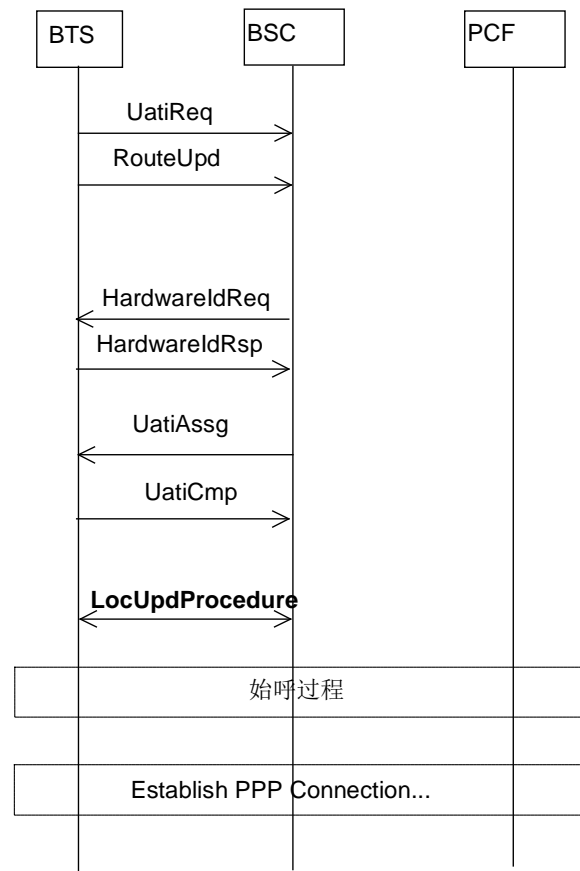 BTS
BSC
PCF
UatiReq
RouteUpd
HardwareIdReq
HardwareIdRsp
UatiAssg
UatiCmp
LocUpdProcedure
始呼过程
Establish PPP Connection...